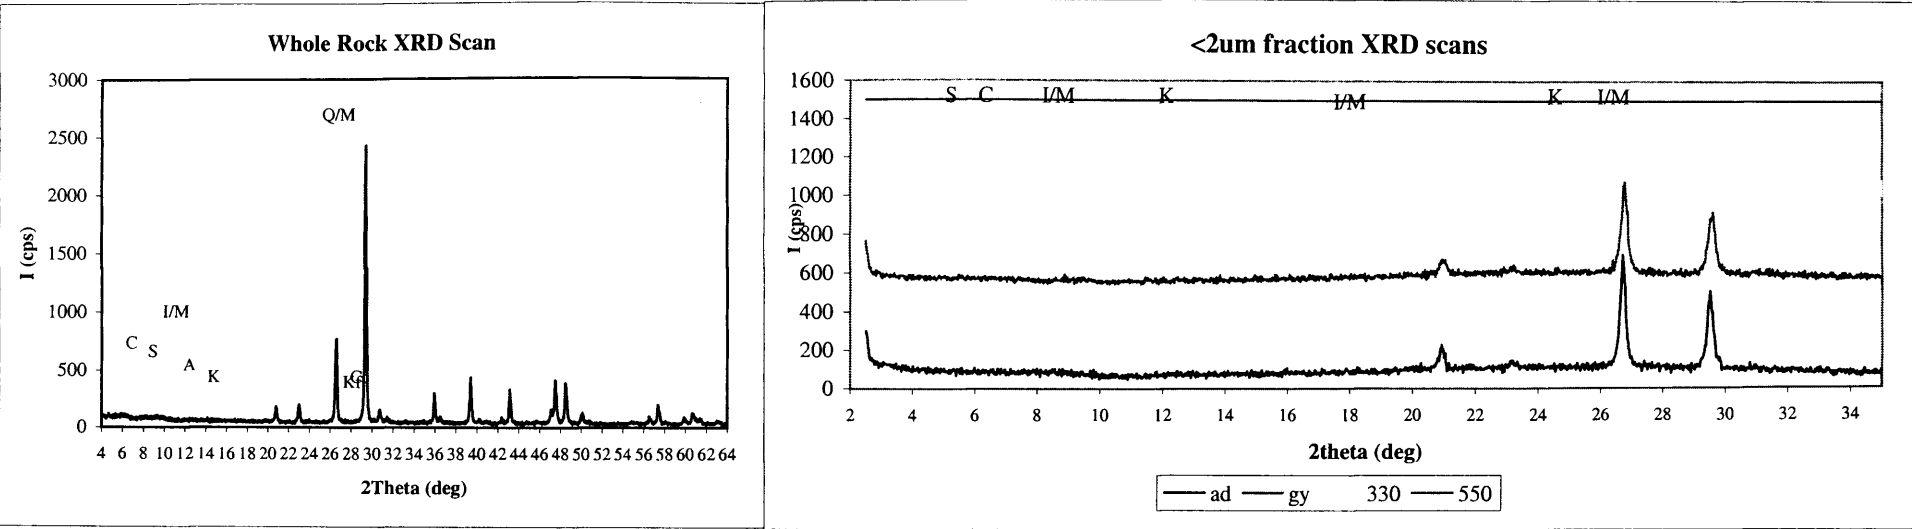 Whole Rock XRD Scan
3000
2500
2000
1500
1000
500
0
I (cps)
Q/M
I/M
C
S
A
K
Kf
4 6 8 10 12 14 16 18 20 22 24 26 28 30 32 34 36 38 40 42 44 46 48 50 52 54 56 58 60 62 64
2Theta (deg)
<2um fraction XRD scans
1600
1400
1200
1000
800
600
400
200
0
I (cps)
S C I/M K I/M K I/M
2 4 6 8 10 12 14 16 18 20 22 24 26 28 30 32 34
2theta (deg)
ad gy 330 550